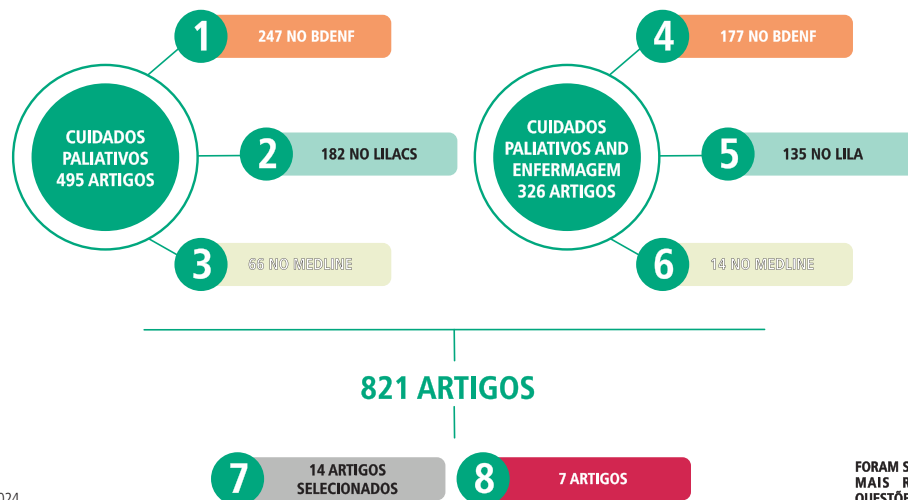 1
247 NO BDENF
CUIDADOS
PALIATIVOS
495 ARTIGOS
2
182 NO LILACS
3
66 NO MEDLINE
4
177 NO BDENF
CUIDADOS
PALIATIVOS AND
ENFERMAGEM
326 ARTIGOS
5
135 NO LILA
6
14 NO MEDLINE
821 ARTIGOS
7
14 ARTIGOS
SELECIONADOS
8
7 ARTIGOS
024
FORAM S
MAIS R
QUESTÕE